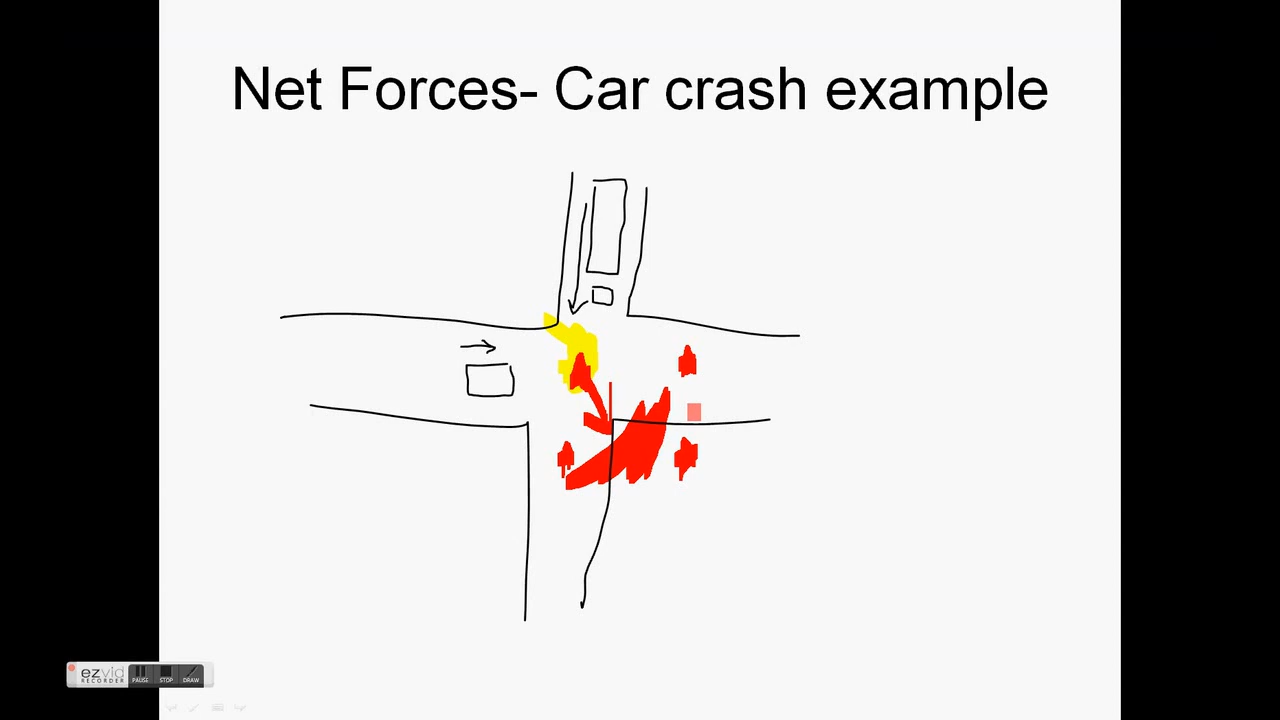 Net Forces- Car crash example
ezvid
RECORDER
PAUSE
STOP
DRAW